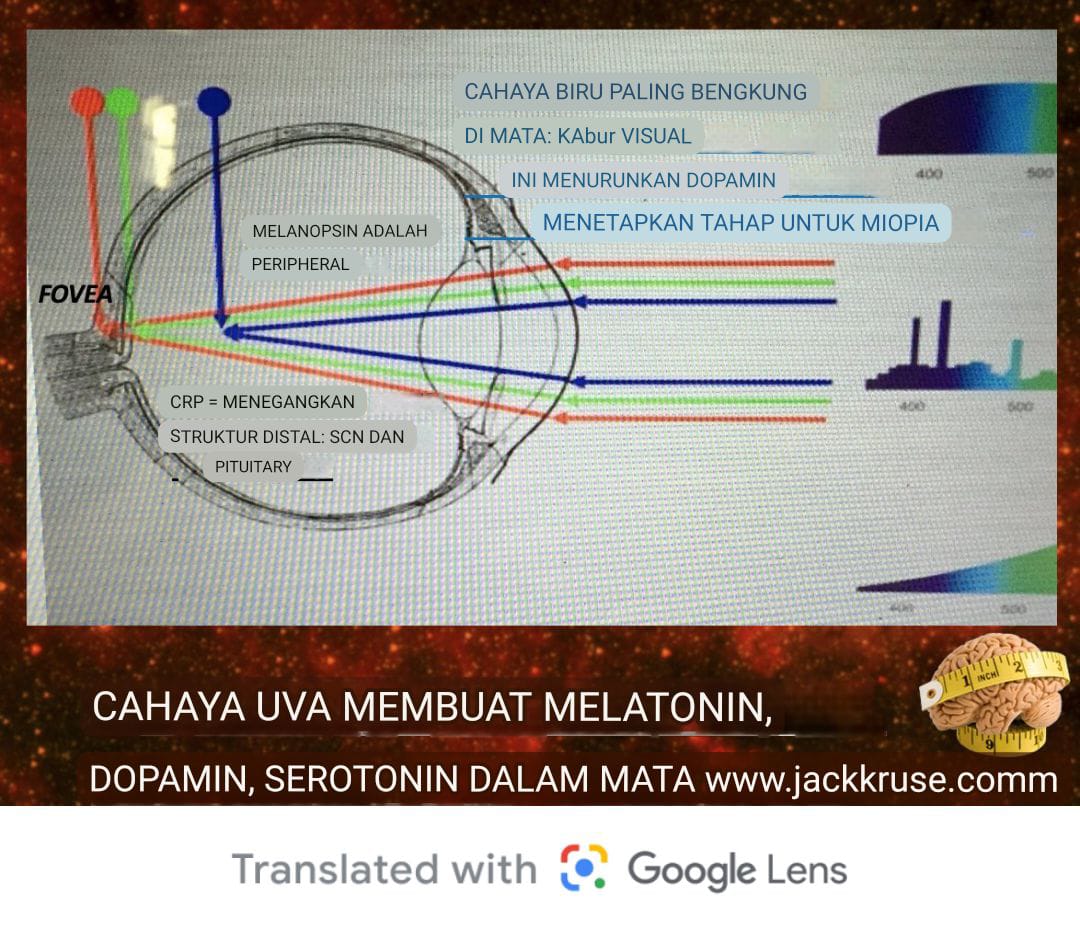 CAHAYA BIRU PALING BENGKUNG
DI MATA: KAbur VISUAL
INI MENURUNKAN DOPAMIN
MENETAPKAN TAHAP UNTUK MIOPIA
400 500
MELANOPSIN ADALAH
PERIPHERAL
FOVEA
400 500
CRP = MENEGANGKAN
STRUKTUR DISTAL: SCN DAN
PITUITARY
400 500
1 INCH 2 3
9
CAHAYA UVA MEMBUAT MELATONIN,
DOPAMIN, SEROTONIN DALAM MATA www.jackkruse.comm
Translated with Google Lens